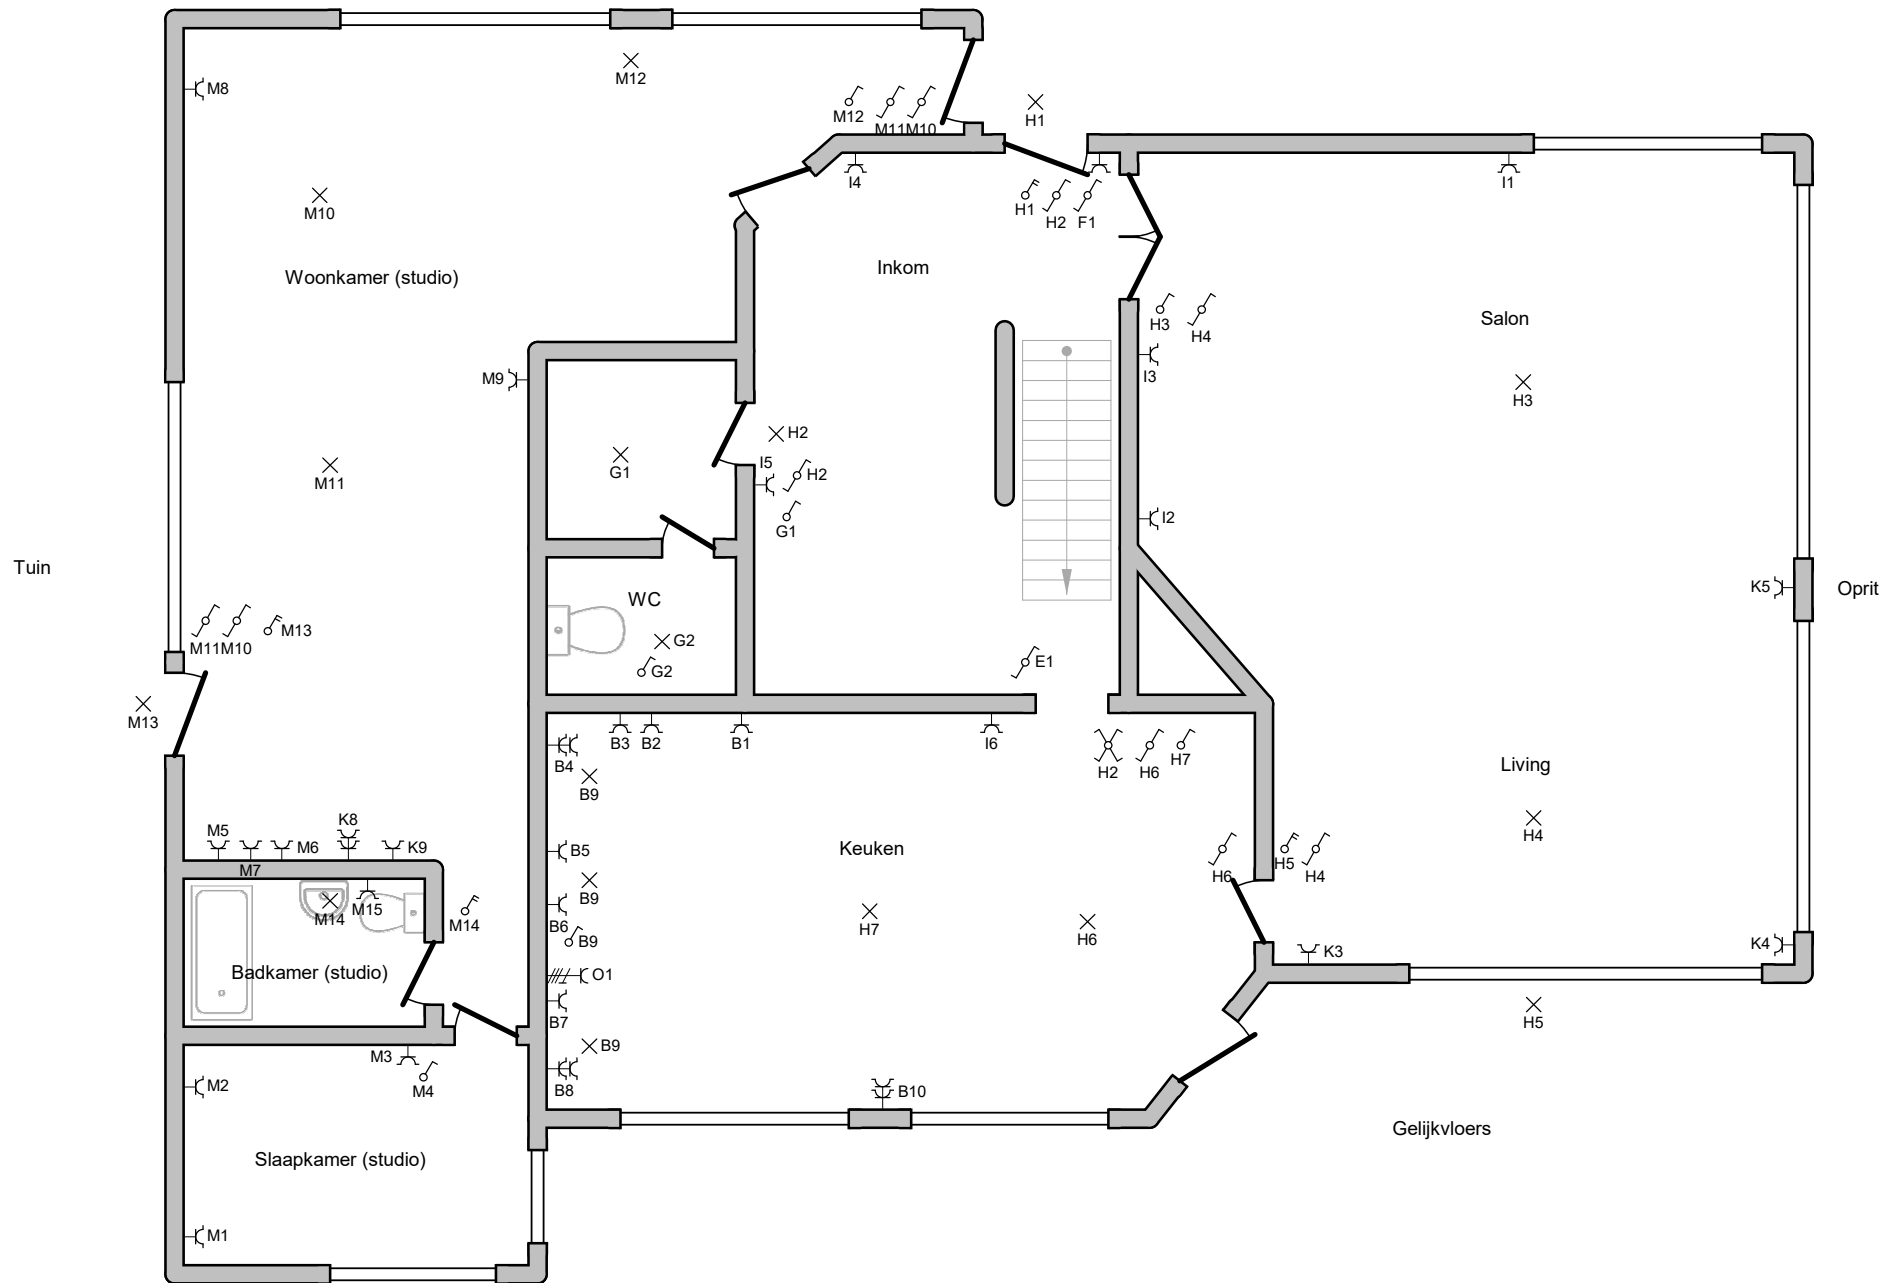 M12
M8
M12
M11
M10
H1
I4
I1
H1
H2
F1
M10
Inkom
Woonkamer (studio)
H3
H4
Salon
M9
I3
H3
H2
G1
I5
H2
M11
G1
I2
Tuin
K5
Oprit
WC
M11
M10
M13
G2
G2
E1
M13
B3
B2
B1
I6
H2
H6
H7
B4
B9
Living
K8
M5
M6
K9
M7
B5
Keuken
H4
H6
H5
H4
B9
M14
M15
M14
B6
B9
H7
H6
K4
K3
Badkamer (studio)
O1
B7
H5
M3
B9
M2
M4
B8
B10
Gelijkvloers
Slaapkamer (studio)
M1